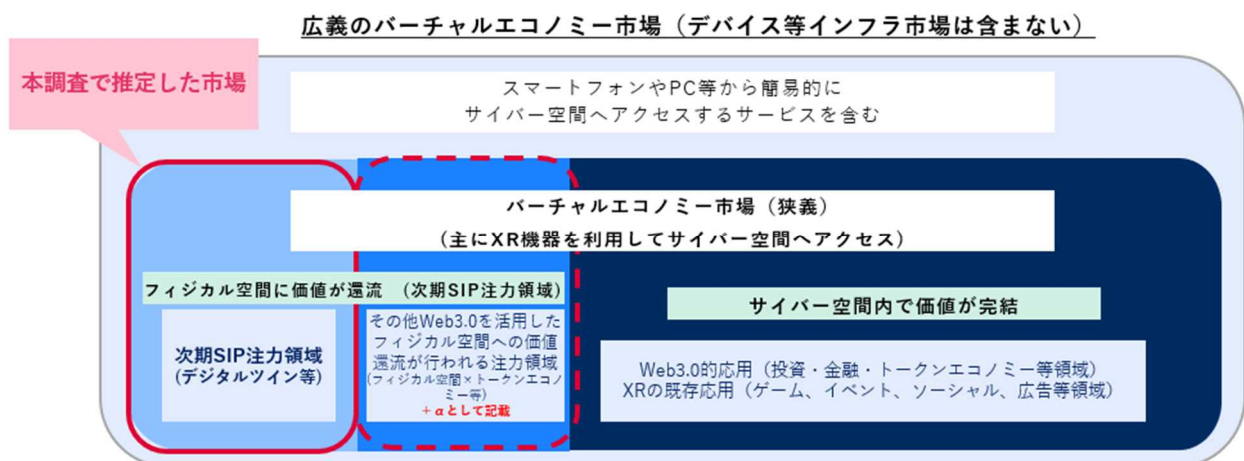 広義のバーチャルエコノミー市場（デバイス等インフラ市場は含まない）
本調査で推定した市場
スマートフォンやPC等から簡易的に
サイバー空間へアクセスするサービスを含む
バーチャルエコノミー市場（狭義）
（主にXR機器を利用してサイバー空間へアクセス）
フィジカル空間に価値が還流　(次期SIP注力領域)
サイバー空間内で価値が完結
次期SIP注力領域
(デジタルツイン等)
その他Web3.0を活用した
フィジカル空間への価値
還流が行われる注力領域
(フィジカル空間×トークンエコノ
ミー等)
+αとして記載
Web3.0的応用（投資・金融・トークンエコノミー等領域）
XRの既存応用（ゲーム、イベント、ソーシャル、広告等領域）